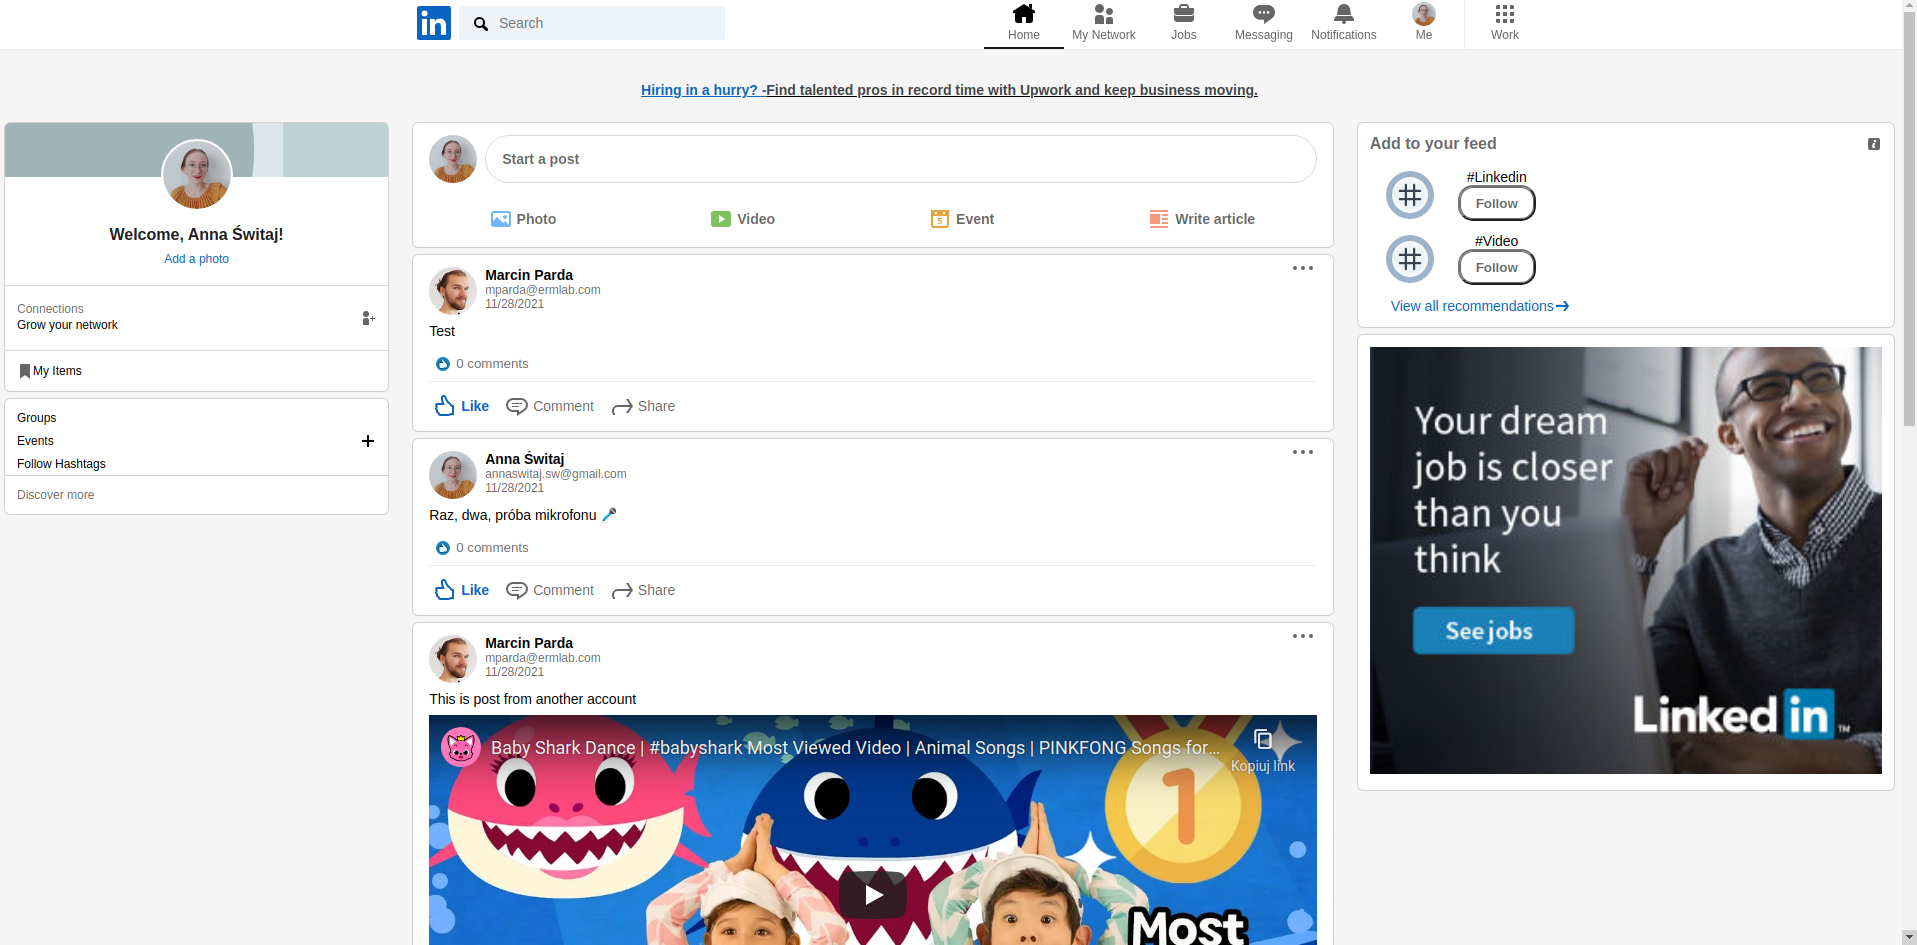 in
Search
Home
My Network
Jobs
Messaging
Notifications
Me
Work
Hiring in a hurry? -Find talented pros in record time with Upwork and keep business moving.
Welcome, Anna Świtaj!
Add a photo
Connections
Grow your network
My Items
Groups
Events
Follow Hashtags
Discover more
Start a post
Photo
Video
5
Event
Write article
Marcin Parda
mparda@ermlab.com
11/28/2021
Test
0 comments
Like
Comment
Share
Anna Świtaj
annaswitaj.sw@gmail.com
11/28/2021
Raz, dwa, próba mikrofonu
0 comments
Like
Comment
Share
Marcin Parda
mparda@ermlab.com
11/28/2021
This is post from another account
Baby Shark Dance | #babyshark Most Viewed Video | Animal Songs | PINKFONG Songs for...
Kopiuj link
1
Most
Add to your feed
#Linkedin
Follow
#Video
Follow
View all recommendations
Your dream
job is closer
than you
think
See jobs
Linked in ™